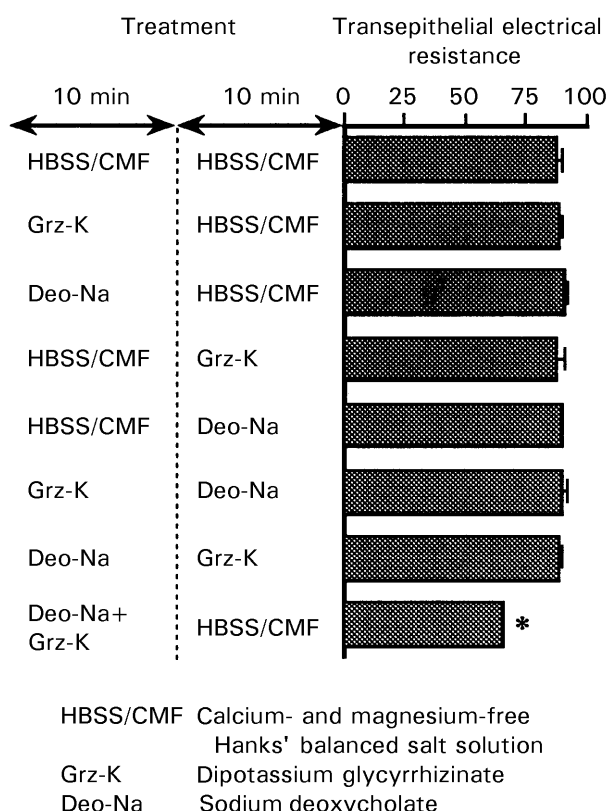 Treatment Transepithelial electrical
resistance
10 min 10 min 0 25 50 75 100
HBSS/CMF HBSS/CMF
Grz-K HBSS/CMF
Deo-Na HBSS/CMF
HBSS/CMF Grz-K
HBSS/CMF Deo-Na
Grz-K Deo-Na
Deo-Na Grz-K
Deo-Na+
Grz-K HBSS/CMF *
HBSS/CMF Calcium- and magnesium-free
Hanks' balanced salt solution
Grz-K Dipotassium glycyrrhizinate
Deo-Na Sodium deoxycholate